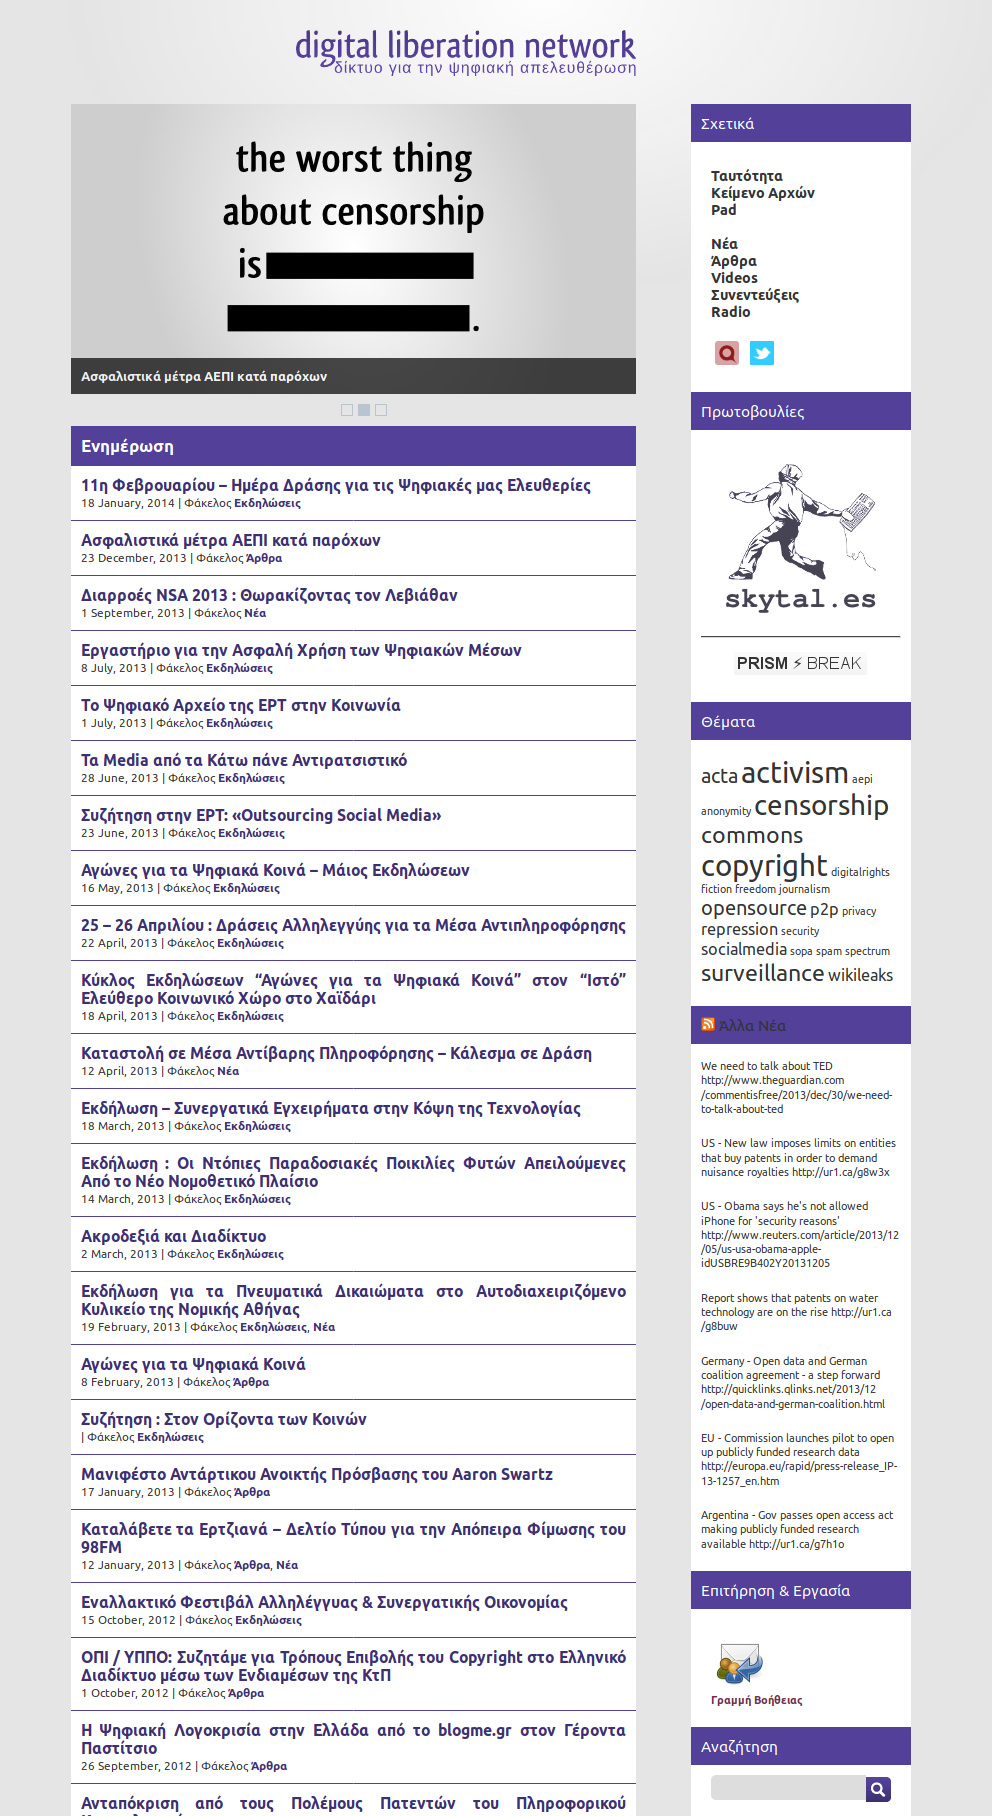 digital liberation network
δίκτυο για την ψηφιακή απελευθέρωση
the worst thing
about censorship
is
.
Ασφαλιστικά μέτρα ΑΕΠΙ κατά παρόχων
Ενημέρωση
11η Φεβρουαρίου – Ημέρα Δράσης για τις Ψηφιακές μας Ελευθερίες
18 January, 2014 | Φάκελος Εκδηλώσεις
Ασφαλιστικά μέτρα ΑΕΠΙ κατά παρόχων
23 December, 2013 | Φάκελος Άρθρα
Διαρροές NSA 2013 : Θωρακίζοντας τον Λεβιάθαν
1 September, 2013 | Φάκελος Νέα
Εργαστήριο για την Ασφαλή Χρήση των Ψηφιακών Μέσων
8 July, 2013 | Φάκελος Εκδηλώσεις
Το Ψηφιακό Αρχείο της ΕΡΤ στην Κοινωνία
1 July, 2013 | Φάκελος Εκδηλώσεις
Τα Media από τα Κάτω πάνε Αντιρατσιστικό
28 June, 2013 | Φάκελος Εκδηλώσεις
Συζήτηση στην ΕΡΤ: «Outsourcing Social Media»
23 June, 2013 | Φάκελος Εκδηλώσεις
Αγώνες για τα Ψηφιακά Κοινά – Μάιος Εκδηλώσεων
16 May, 2013 | Φάκελος Εκδηλώσεις
25 – 26 Απριλίου : Δράσεις Αλληλεγγύης για τα Μέσα Αντιπληροφόρησης
22 April, 2013 | Φάκελος Εκδηλώσεις
Κύκλος Εκδηλώσεων “Αγώνες για τα Ψηφιακά Κοινά” στον “Ιστό”
Ελεύθερο Κοινωνικό Χώρο στο Χαϊδάρι
18 April, 2013 | Φάκελος Εκδηλώσεις
Καταστολή σε Μέσα Αντίβαρης Πληροφόρησης – Κάλεσμα σε Δράση
12 April, 2013 | Φάκελος Νέα
Εκδήλωση – Συνεργατικά Εγχειρήματα στην Κόψη της Τεχνολογίας
18 March, 2013 | Φάκελος Εκδηλώσεις
Εκδήλωση : Οι Ντόπιες Παραδοσιακές Ποικιλίες Φυτών Απειλούμενες
Από το Νέο Νομοθετικό Πλαίσιο
14 March, 2013 | Φάκελος Εκδηλώσεις
Ακροδεξιά και Διαδίκτυο
2 March, 2013 | Φάκελος Εκδηλώσεις
Εκδήλωση για τα Πνευματικά Δικαιώματα στο Αυτοδιαχειριζόμενο
Κυλικείο της Νομικής Αθήνας
19 February, 2013 | Φάκελος Εκδηλώσεις, Νέα
Αγώνες για τα Ψηφιακά Κοινά
8 February, 2013 | Φάκελος Άρθρα
Συζήτηση : Στον Ορίζοντα των Κοινών
| Φάκελος Εκδηλώσεις
Μανιφέστο Αντάρτικου Ανοικτής Πρόσβασης του Aaron Swartz
17 January, 2013 | Φάκελος Άρθρα
Καταλάβετε τα Ερτζιανά – Δελτίο Τύπου για την Απόπειρα Φίμωσης του
98FM
12 January, 2013 | Φάκελος Άρθρα, Νέα
Εναλλακτικό Φεστιβάλ Αλληλέγγυας & Συνεργατικής Οικονομίας
15 October, 2012 | Φάκελος Εκδηλώσεις
ΟΠΙ / ΥΠΠΟ: Συζητάμε για Τρόπους Επιβολής του Copyright στο Ελληνικό
Διαδίκτυο μέσω των Ενδιαμέσων της ΚτΠ
1 October, 2012 | Φάκελος Άρθρα
Η Ψηφιακή Λογοκρισία στην Ελλάδα από το blogme.gr στον Γέροντα
Παστίτσιο
26 September, 2012 | Φάκελος Άρθρα
Ανταπόκριση από τους Πολέμους Πατεντών του Πληροφορικού
Σχετικά
Ταυτότητα
Κείμενο Αρχών
Pad
Νέα
Άρθρα
Videos
Συνεντεύξεις
Radio
Πρωτοβουλίες
skytal.es
PRISM ⚡ BREAK
Θέματα
acta activism aepi
anonymity censorship
commons
copyright digitalrights
fiction freedom journalism
opensource p2p privacy
repression security
socialmedia sopa spam spectrum
surveillance wikileaks
Άλλα Νέα
We need to talk about TED
http://www.theguardian.com
/commentisfree/2013/dec/30/we-need-
to-talk-about-ted
US - New law imposes limits on entities
that buy patents in order to demand
nuisance royalties http://ur1.ca/g8w3x
US - Obama says he's not allowed
iPhone for 'security reasons'
http://www.reuters.com/article/2013/12
/05/us-usa-obama-apple-
idUSBRE9B402Y20131205
Report shows that patents on water
technology are on the rise http://ur1.ca
/g8buw
Germany - Open data and German
coalition agreement - a step forward
http://quicklinks.qlinks.net/2013/12
/open-data-and-german-coalition.html
EU - Commission launches pilot to open
up publicly funded research data
http://europa.eu/rapid/press-release_IP-
13-1257_en.htm
Argentina - Gov passes open access act
making publicly funded research
available http://ur1.ca/g7h1o
Επιτήρηση & Εργασία
Γραμμή Βοήθειας
Αναζήτηση